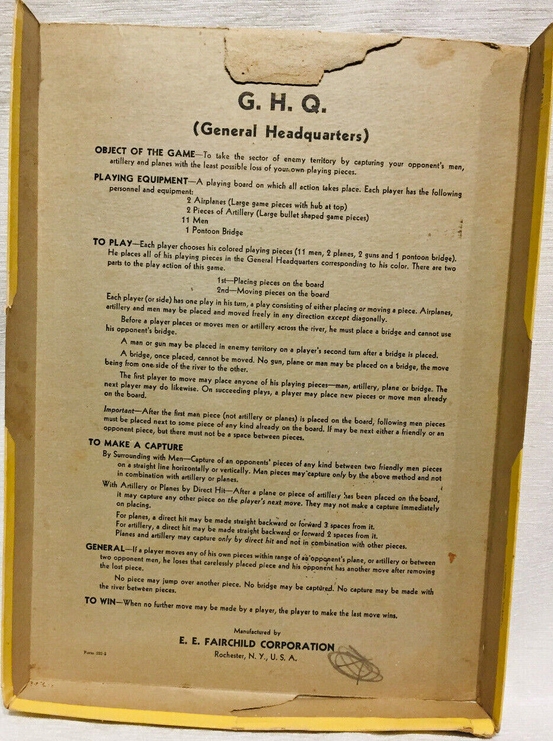 G. H. Q.
(General Headquarters)
OBJECT OF THE GAME—To take the sector of enemy territory by capturing your opponent's men,
artillery and planes with the least possible loss of your own playing pieces.
PLAYING EQUIPMENT—A playing board on which all action takes place. Each player has the following
personnel and equipment:
2 Airplanes (Large game pieces with hub at top)
2 Pieces of Artillery (Large bullet shaped game pieces)
11 Men
1 Pontoon Bridge
TO PLAY—Each player chooses his colored playing pieces (11 men, 2 planes, 2 guns and 1 pontoon bridge).
He places all of his playing pieces in the General Headquarters corresponding to his color. There are two
parts to the play action of this game.
1st—Placing pieces on the board
2nd—Moving pieces on the board
Each player (or side) has one play in his turn, a play consisting of either placing or moving a piece. Airplanes,
artillery and men may be placed and moved freely in any direction except diagonally.
Before a player places or moves men or artillery across the river, he must place a bridge and cannot use
his opponent's bridge.
A man or gun may be placed in enemy territory on a player's second turn after a bridge is placed.
A bridge, once placed, cannot be moved. No gun, plane or man may be placed on a bridge, the move
being from one side of the river to the other.
The first player to move may place anyone of his playing pieces—man, artillery, plane or bridge. The
next player may do likewise. On succeeding plays, a player may place new pieces or move men already
on the board.
Important—After the first man piece (not artillery or planes) is placed on the board, following men pieces
must be placed next to some piece of any kind already on the board. If may be next either a friendly or an
opponent piece, but there must not be a space between pieces.
TO MAKE A CAPTURE
By Surrounding with Men—Capture of an opponents' pieces of any kind between two friendly men pieces
on a straight line horizontally or vertically. Man pieces may capture only by the above method and not
in combination with artillery or planes.
With Artillery or Planes by Direct Hit—After a plane or piece of artillery has been placed on the board,
it may capture any other piece on the player's next move. They may not make a capture immediately
on placing.
For planes, a direct hit may be made straight backward or forward 3 spaces from it.
For artillery, a direct hit may be made straight backward or forward 2 spaces from it.
Planes and artillery may capture only by direct hit and not in combination with other pieces.
GENERAL—If a player moves any of his own pieces within range of an opponent's plane, or artillery or between
two opponent men, he loses that carelessly placed piece and his opponent has another move after removing
the lost piece.
No piece may jump over another piece. No bridge may be captured. No capture may be made with
the river between pieces.
TO WIN—When no further move may be made by a player, the player to make the last move wins.
Manufactured by
E. E. FAIRCHILD CORPORATION
Rochester, N. Y., U. S. A.